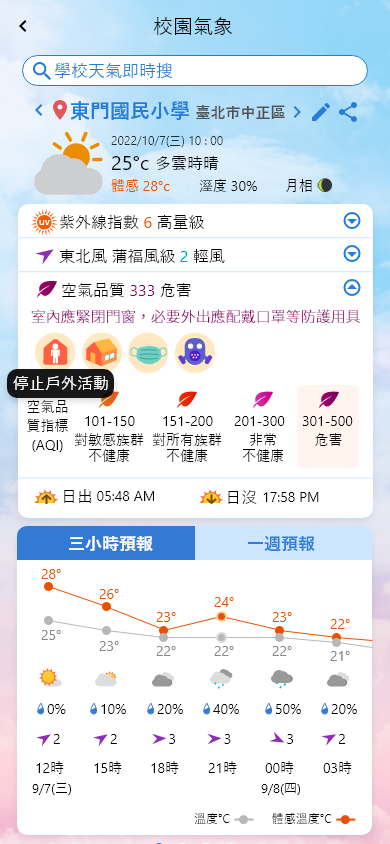 校園氣象
學校天氣即時搜
東門國民小學 臺北市中正區
2022/10/7(三) 10 : 00
25°c 多雲時晴
體感 28°c 溼度 30% 月相
UV 紫外線指數 6 高量級
東北風 蒲福風級 2 輕風
空氣品質 333 危害
室內應緊閉門窗，必要外出應配戴口罩等防護用具
停止戶外活動
空氣品質指標(AQI)
101-150 對敏感族群不健康
151-200 對所有族群不健康
201-300 非常不健康
301-500 危害
日出 05:48 AM 日沒 17:58 PM
三小時預報 一週預報
28° 26° 23° 24° 23° 22°
25° 23° 22° 22° 22° 21°
0% 10% 20% 40% 50% 20%
2 2 3 3 3 2
12時 15時 18時 21時 00時 03時
9/7(三) 9/8(四)
溫度°C 體感溫度°C